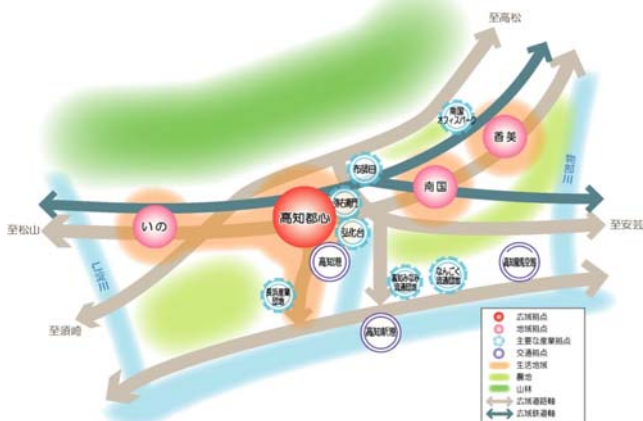 至高松
南国
オフィスパーク
香美
布師田
南国
弥右衛門
高知都心
いの
弘化台
至松山
至安芸
高知港
高知龍馬空港
なんごく
流通団地
高知みなみ
流通団地
長浜産業
団地
至須崎
高知新港
仁淀川
物部川
広域拠点
地域拠点
主要な産業拠点
交通拠点
生活地域
農地
山林
広域道路軸
広域鉄道軸